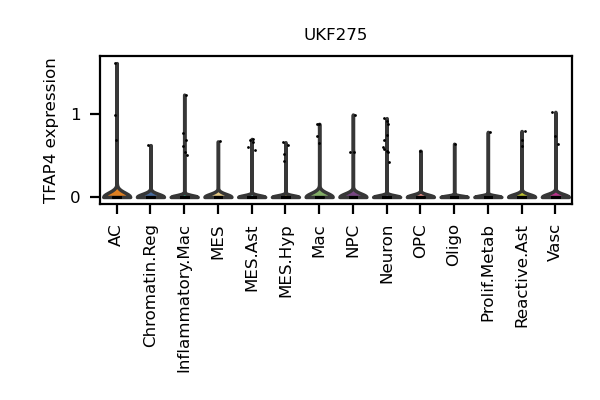 UKF275
TFAP4 expression
1
0
AC
Chromatin.Reg
Inflammatory.Mac
MES
MES.Ast
MES.Hyp
Mac
NPC
Neuron
OPC
Oligo
Prolif.Metab
Reactive.Ast
Vasc